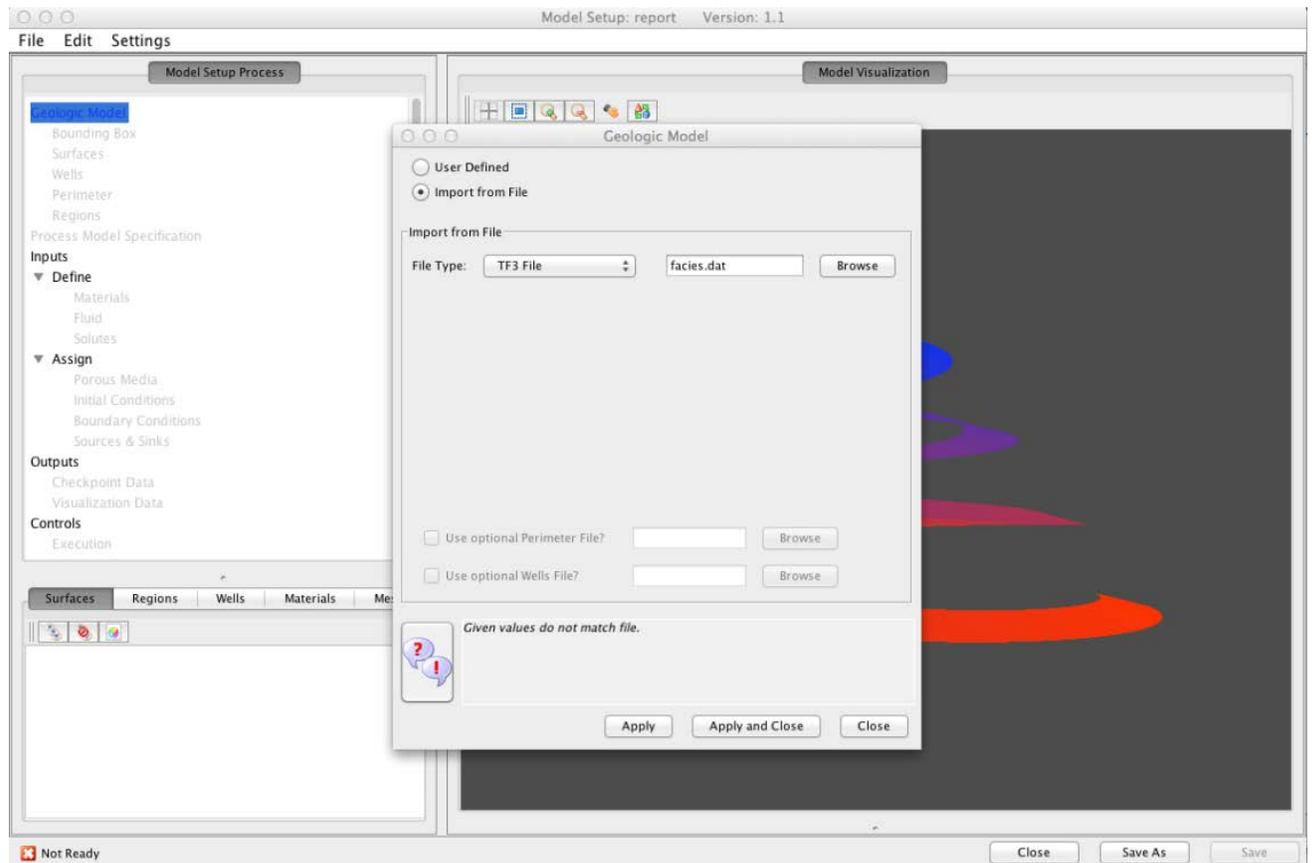 Model Setup: report Version: 1.1
File Edit Settings
Model Setup Process
Model Visualization
Geologic Model
Bounding Box
Surfaces
Wells
Perimeter
Regions
Process Model Specification
Inputs
Define
Materials
Fluid
Solutes
Assign
Porous Media
Initial Conditions
Boundary Conditions
Sources & Sinks
Outputs
Checkpoint Data
Visualization Data
Controls
Execution
Surfaces Regions Wells Materials
Geologic Model
User Defined
Import from File
Import from File
File Type: TF3 File facies.dat Browse
Use optional Perimeter File? Browse
Use optional Wells File? Browse
Given values do not match file.
Apply Apply and Close Close
Not Ready
Close Save As Save